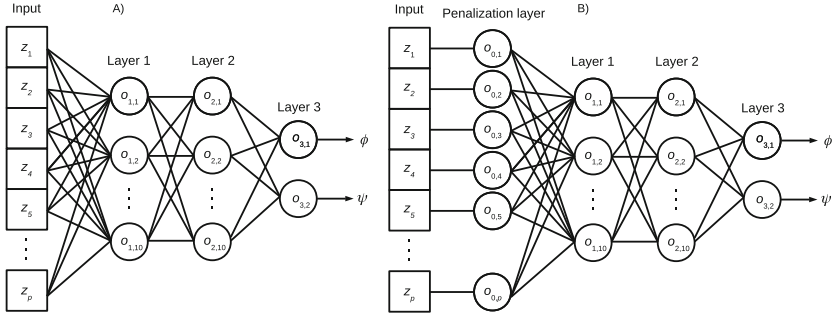 Input
A)
Layer 1
Layer 2
Layer 3
z1
z2
z3
z4
z5
zp
o1,1
o1,2
o1,10
o2,1
o2,2
o2,10
o3,1
o3,2
ϕ
ψ
Input
Penalization layer
B)
Layer 1
Layer 2
Layer 3
z1
z2
z3
z4
z5
zp
o0,1
o0,2
o0,3
o0,4
o0,5
o0,p
o1,1
o1,2
o1,10
o2,1
o2,2
o2,10
o3,1
o3,2
ϕ
ψ